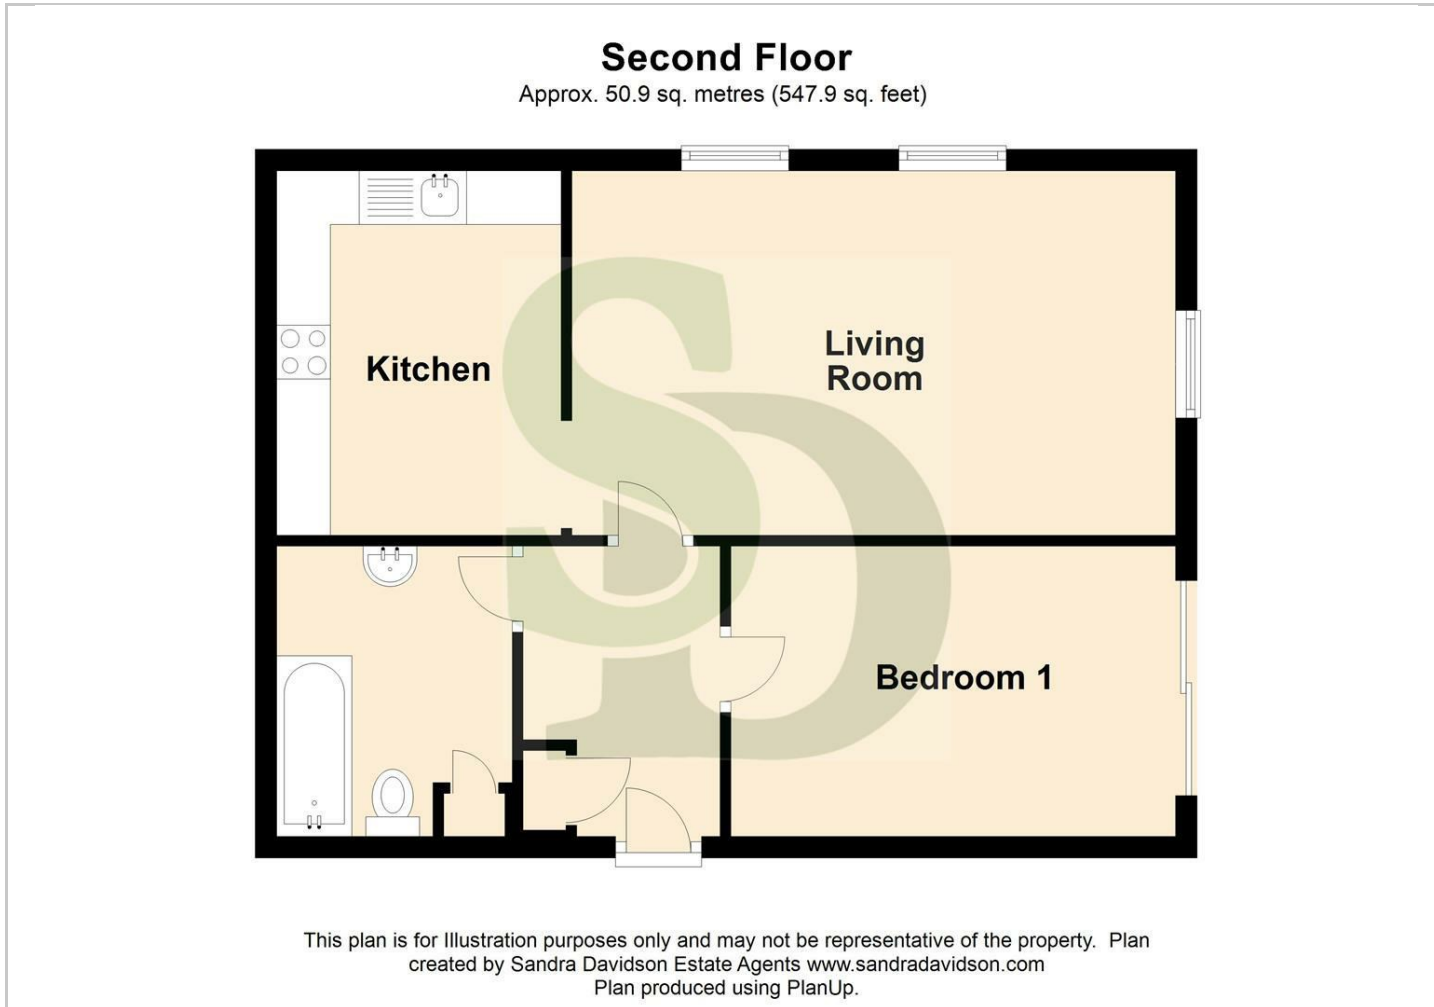 Second Floor
Approx. 50.9 sq. metres (547.9 sq. feet)
Living
Room
Kitchen
Bedroom 1
SD
This plan is for Illustration purposes only and may not be representative of the property. Plan
created by Sandra Davidson Estate Agents www.sandradavidson.com
Plan produced using PlanUp.